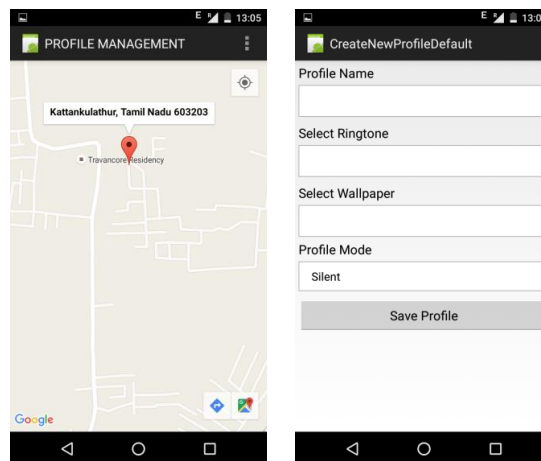 E R 13:05
PROFILE MANAGEMENT
Kattankulathur, Tamil Nadu 603203
Travancore Residency
Google
E R 13:0
CreateNewProfileDefault
Profile Name
Select Ringtone
Select Wallpaper
Profile Mode
Silent
Save Profile